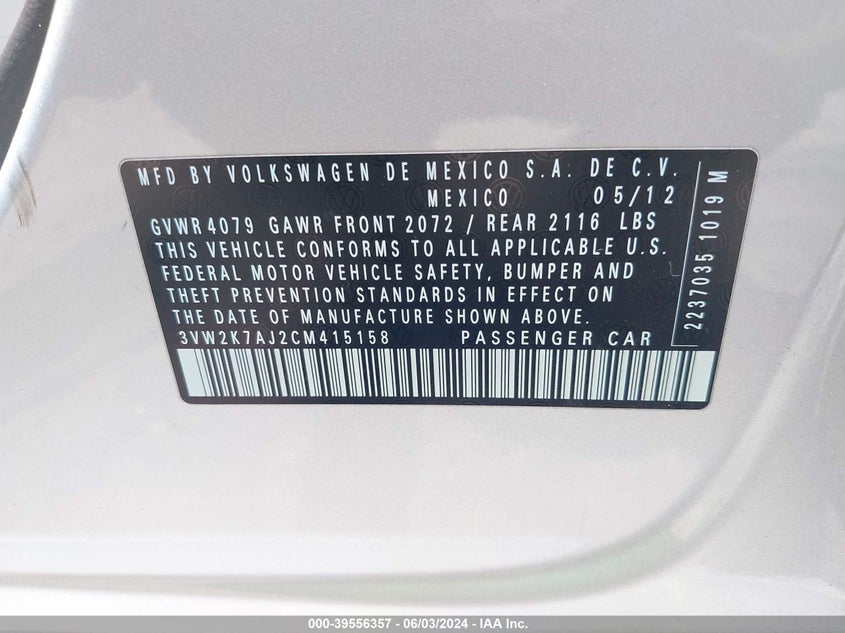 MFD BY VOLKSWAGEN DE MEXICO S.A. DE C.V.
MEXICO 05/12
GVWR 4079 GAWR FRONT 2072 / REAR 2116 LBS
THIS VEHICLE CONFORMS TO ALL APPLICABLE U.S.
FEDERAL MOTOR VEHICLE SAFETY, BUMPER AND
THEFT PREVENTION STANDARDS IN EFFECT ON
THE DATE OF MANUFACTURE SHOWN ABOVE.
3VW2K7AJ2CM415158 PASSENGER CAR
2237035 1019 M
000-39556357 / 06/03/2024 - IAA Inc.